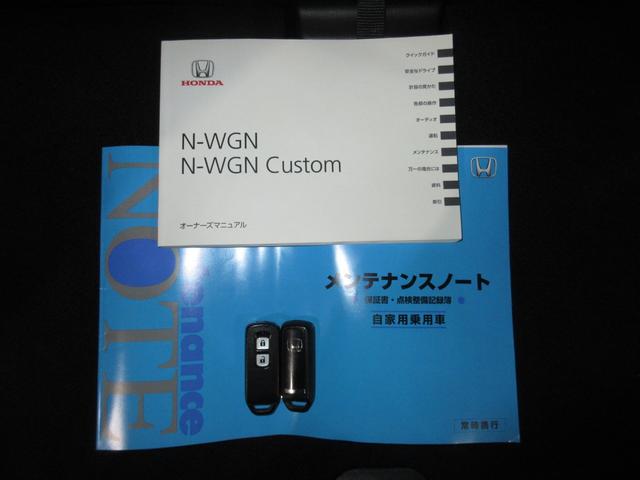 HONDA
N-WGN
N-WGN Custom
オーナーズマニュアル
クイックガイド
安全なドライブ
計器の見かた
各部の操作
オーディオ
運転
メンテナンス
万一の場合には
資料
索引
NOTE
enance
メンテナンスノート
保証書・点検整備記録簿
自家用乗用車
常時携行